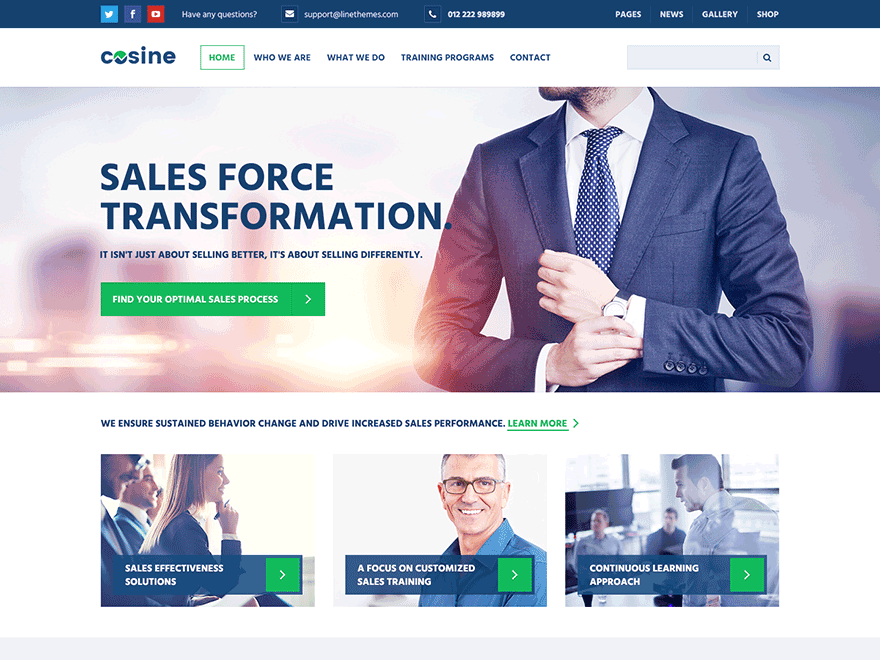 Have any questions? support@linethemes.com 012 222 989899 PAGES NEWS GALLERY SHOP
cosine HOME WHO WE ARE WHAT WE DO TRAINING PROGRAMS CONTACT
SALES FORCE
TRANSFORMATION.
IT ISN'T JUST ABOUT SELLING BETTER, IT'S ABOUT SELLING DIFFERENTLY.
FIND YOUR OPTIMAL SALES PROCESS
WE ENSURE SUSTAINED BEHAVIOR CHANGE AND DRIVE INCREASED SALES PERFORMANCE. LEARN MORE
SALES EFFECTIVENESS
SOLUTIONS
A FOCUS ON CUSTOMIZED
SALES TRAINING
CONTINUOUS LEARNING
APPROACH